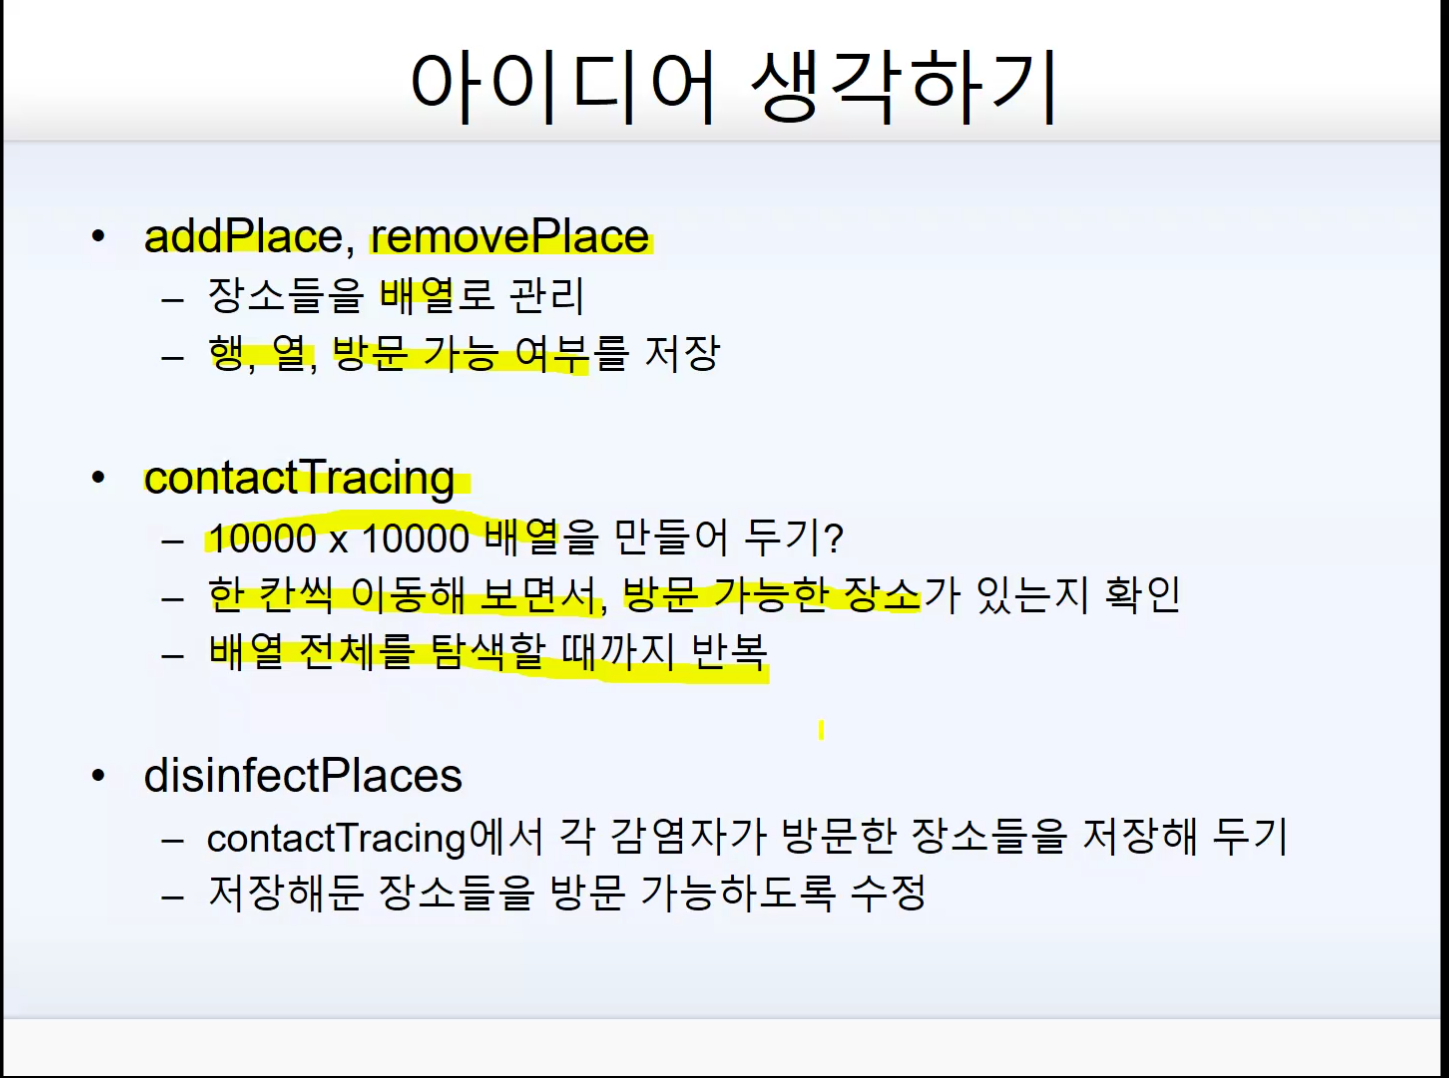 아이디어 생각하기
• addPlace, removePlace
– 장소들을 배열로 관리
– 행, 열, 방문 가능 여부를 저장
• contactTracing
– 10000 x 10000 배열을 만들어 두기?
– 한 칸씩 이동해 보면서, 방문 가능한 장소가 있는지 확인
– 배열 전체를 탐색할 때까지 반복
• disinfectPlaces
– contactTracing에서 각 감염자가 방문한 장소들을 저장해 두기
– 저장해둔 장소들을 방문 가능하도록 수정